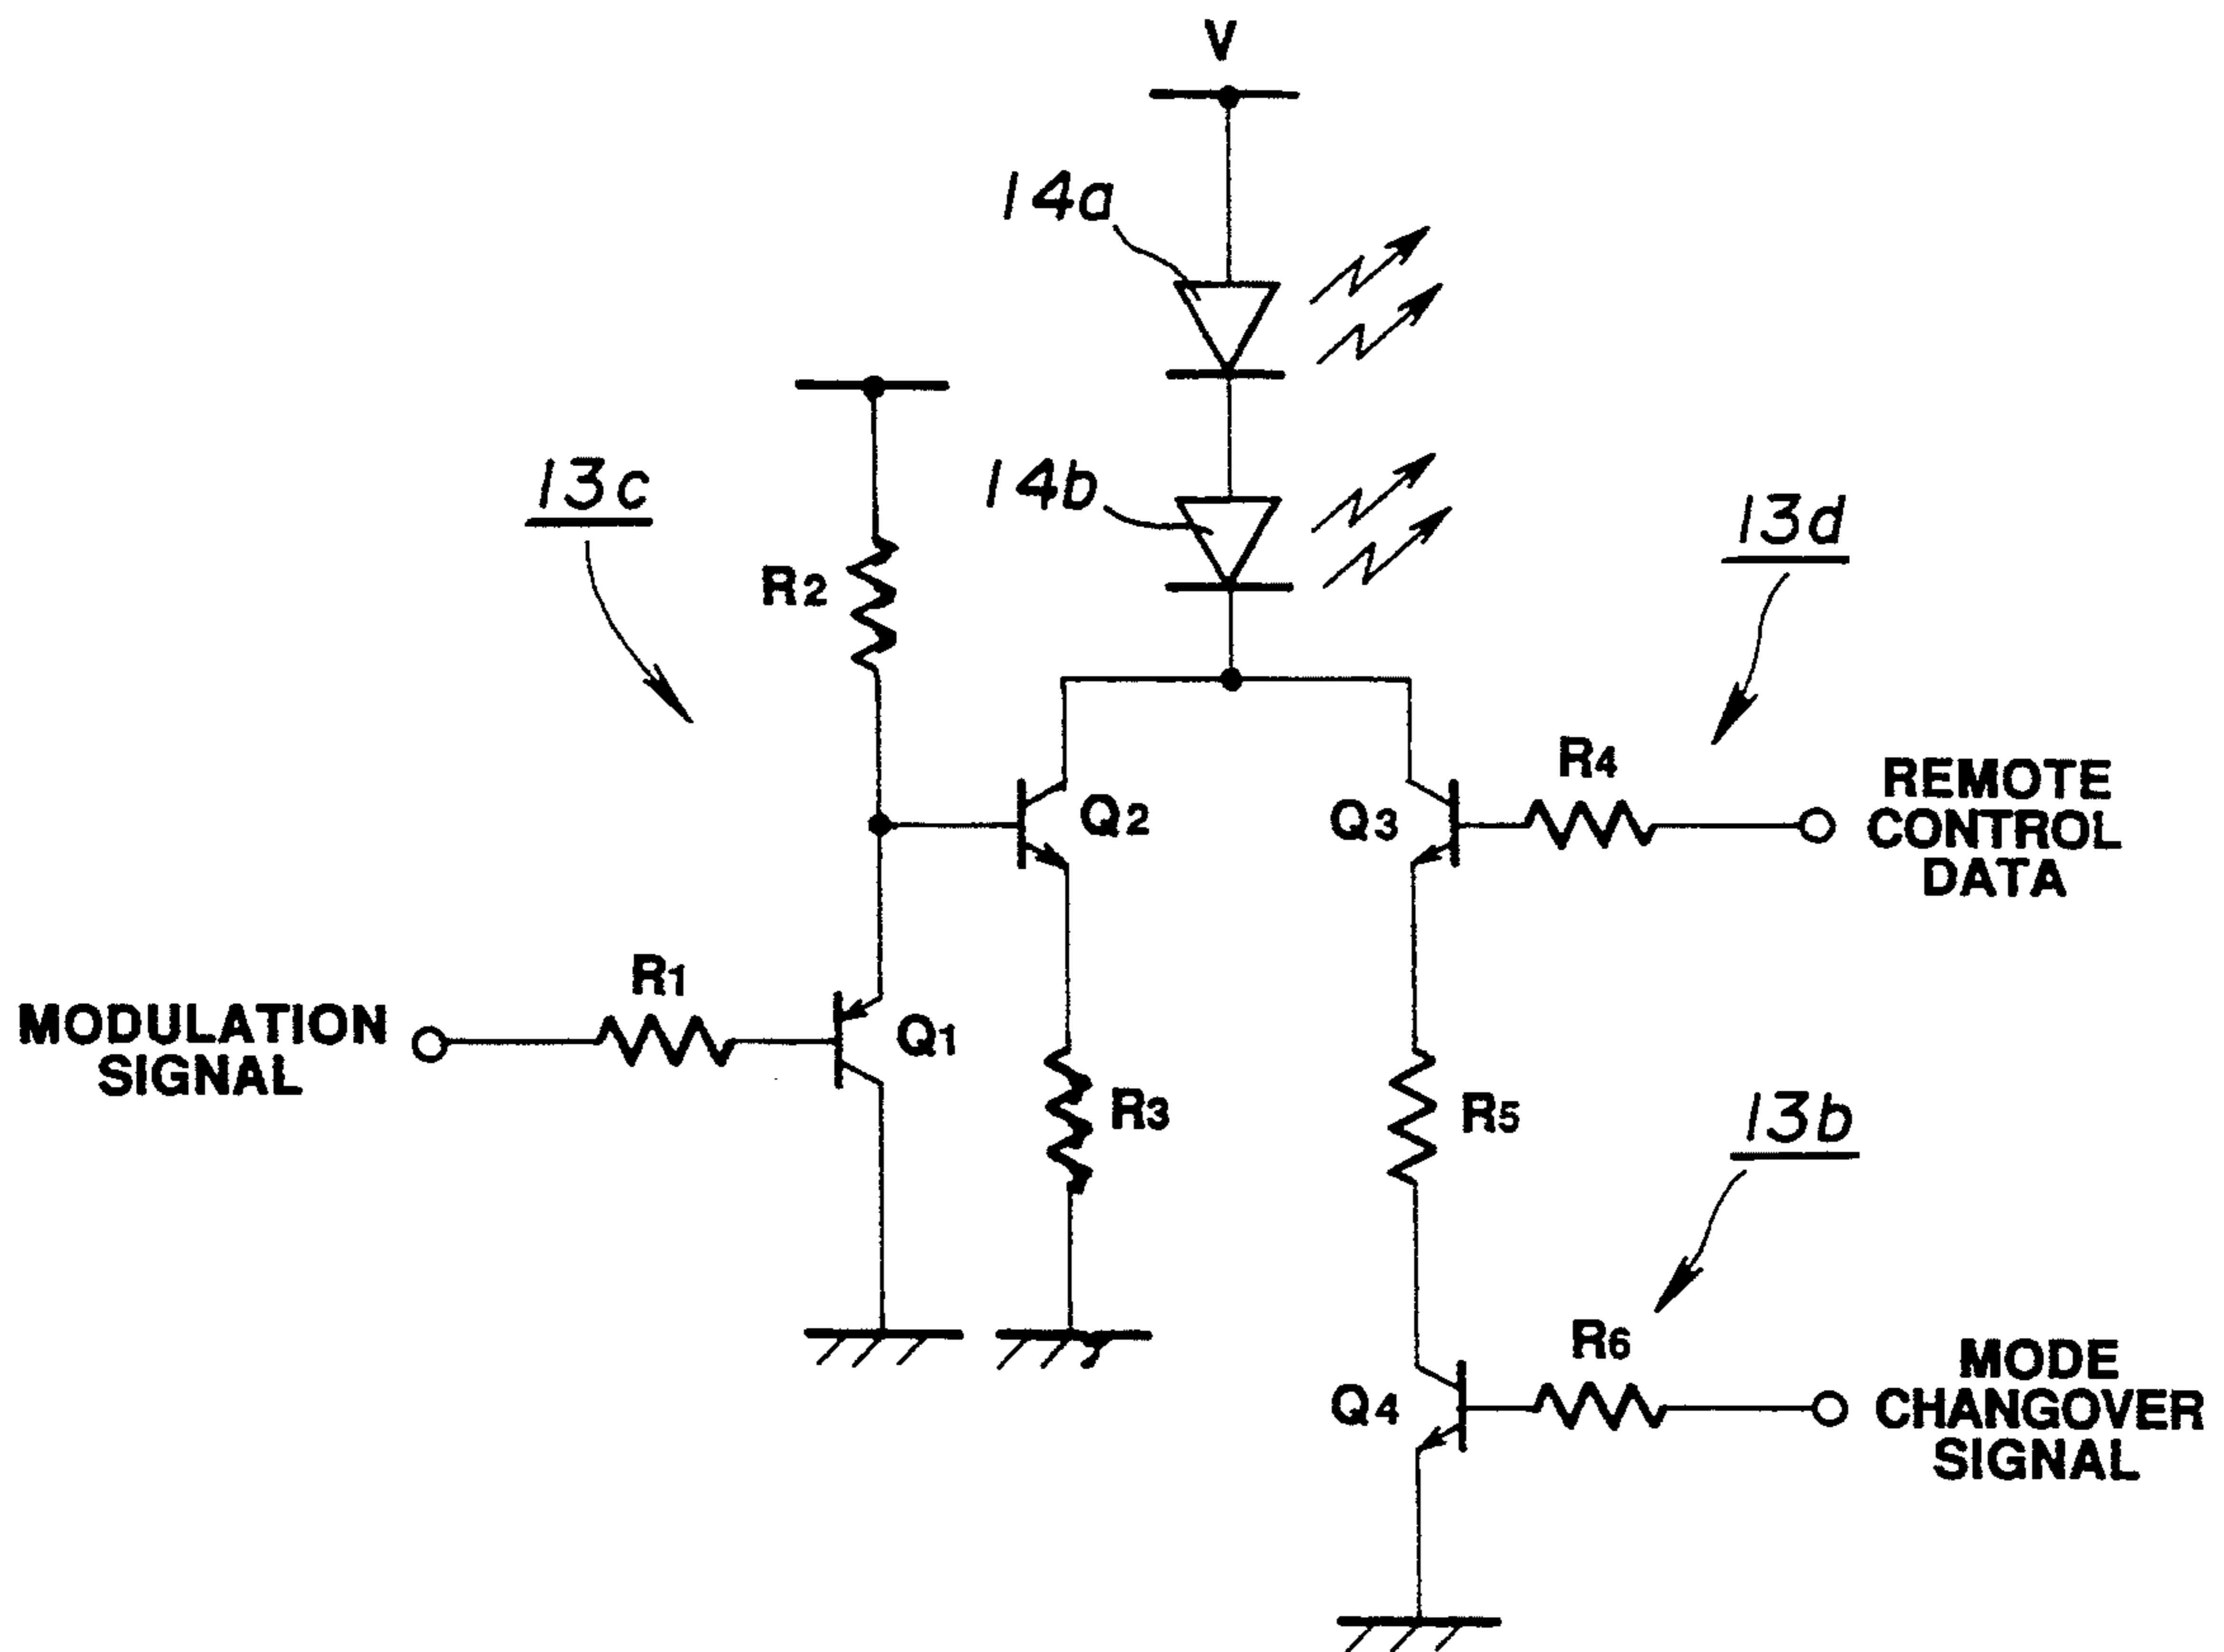 V
14a
13c
14b
13d
R2
R4
Q2
Q3
REMOTE
CONTROL
DATA
R1
MODULATION
SIGNAL
Q1
R3
R5
13b
R6
Q4
MODE
CHANGOVER
SIGNAL